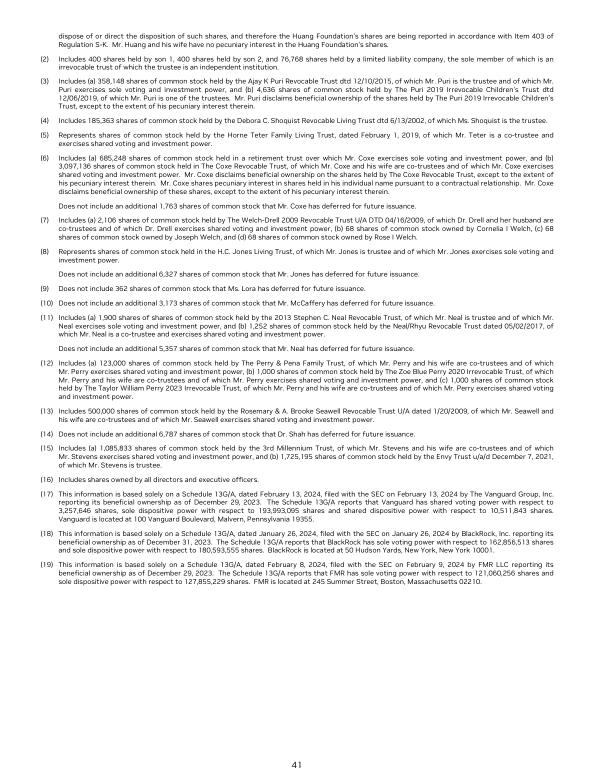 dispose of or direct the disposition of such shares, and therefore the Huang Foundation's shares are being reported in accordance with Item 403 of
Regulation S-K. Mr. Huang and his wife have no pecuniary interest in the Huang Foundation's shares.
(2) Includes 400 shares held by son 1, 400 shares held by son 2, and 76,768 shares held by a limited liability company, the sole member of which is an
irrevocable trust of which the trustee is an independent institution.
(3) Includes (a) 358,148 shares of common stock held by the Ajay K Puri Revocable Trust dtd 12/10/2015, of which Mr. Puri is the trustee and of which Mr.
Puri exercises sole voting and investment power, and (b) 4,636 shares of common stock held by The Puri 2019 Irrevocable Children's Trust dtd
12/06/2019, of which Mr. Puri is one of the trustees. Mr. Puri disclaims beneficial ownership of the shares held by The Puri 2019 Irrevocable Children's
Trust, except to the extent of his pecuniary interest therein.
(4) Includes 185,363 shares of common stock held by the Debora C. Shoquist Revocable Living Trust dtd 6/13/2002, of which Ms. Shoquist is the trustee.
(5) Represents shares of common stock held by the Horne Teter Family Living Trust, dated February 1, 2019, of which Mr. Teter is a co-trustee and
exercises shared voting and investment power.
(6) Includes (a) 685,248 shares of common stock held in a retirement trust over which Mr. Coxe exercises sole voting and investment power, and (b)
3,097,136 shares of common stock held in The Coxe Revocable Trust, of which Mr. Coxe and his wife are co-trustees and of which Mr. Coxe exercises
shared voting and investment power. Mr. Coxe disclaims beneficial ownership on the shares held by The Coxe Revocable Trust, except to the extent of
his pecuniary interest therein. Mr. Coxe shares pecuniary interest in shares held in his individual name pursuant to a contractual relationship. Mr. Coxe
disclaims beneficial ownership of these shares, except to the extent of his pecuniary interest.
Does not include an additional 1,763 shares of common stock that Mr. Coxe has deferred for future issuance.
(7) Includes (a) 2,106 shares of common stock held by The Welch-Drell 2009 Revocable Trust U/A DTD 04/16/2009, of which Dr. Drell and her husband are
co-trustees and of which Dr. Drell exercises shared voting and investment power, (b) 68 shares of common stock owned by Cornelia I Welch, (c) 68
shares of common stock owned by Joseph Welch, and (d) 68 shares of common stock owned by Rose I Welch.
(8) Represents shares of common stock held in the H.C. Jones Living Trust, of which Mr. Jones is trustee and of which Mr. Jones exercises sole voting and
investment power.
Does not include an additional 6,327 shares of common stock that Mr. Jones has deferred for future issuance.
(9) Does not include 362 shares of common stock that Ms. Lora has deferred for future issuance.
(10) Does not include an additional 3,173 shares of common stock that Mr. McCaffery has deferred for future issuance.
(11) Includes (a) 1,900 shares of common stock held by the 2013 Stephen C. Neal Revocable Trust, of which Mr. Neal is trustee and of which Mr.
Neal exercises sole voting and investment power, and (b) 1,252 shares of common stock held by the Neal/Rhyu Revocable Trust dated 05/02/2017, of
which Mr. Neal is a co-trustee and exercises shared voting and investment power.
Does not include an additional 5,357 shares of common stock that Mr. Neal has deferred for future issuance.
(12) Includes (a) 123,000 shares of common stock held by The Perry & Pena Family Trust, of which Mr. Perry and his wife are co-trustees and of which
Mr. Perry exercises shared voting and investment power, (b) 1,000 shares of common stock held by The Zoe Blue Perry 2020 Irrevocable Trust, of which
Mr. Perry and his wife are co-trustees and of which Mr. Perry exercises shared voting and investment power, and (c) 1,000 shares of common stock
held by The Taylor William Perry 2023 Irrevocable Trust, of which Mr. Perry and his wife are co-trustees and of which Mr. Perry exercises shared voting
and investment power.
(13) Includes 500,000 shares of common stock held by the Rosemary & A. Brooke Seawell Revocable Trust U/A dated 1/20/2009, of which Mr. Seawell and
his wife are co-trustees and of which Mr. Seawell exercises shared voting and investment power.
(14) Does not include an additional 6,787 shares of common stock that Dr. Shah has deferred for future issuance.
(15) Includes (a) 1,085,833 shares of common stock held by the 3rd Millennium Trust, of which Mr. Stevens and his wife are co-trustees and of which
Mr. Stevens exercises shared voting and investment power, and (b) 1,725,195 shares of common stock held by the Envy Trust u/a/d December 7, 2021,
of which Mr. Stevens is trustee.
(16) Includes shares owned by all directors and executive officers.
(17) This information is based solely on a Schedule 13G/A, dated February 13, 2024, filed with the SEC on February 13, 2024 by The Vanguard Group, Inc.
reporting its beneficial ownership as of December 29, 2023. The Schedule 13G/A reports that Vanguard has shared voting power with respect to
3,257,646 shares, sole dispositive power with respect to 193,993,095 shares and shared dispositive power with respect to 10,511,843 shares.
Vanguard is located at 100 Vanguard Boulevard, Malvern, Pennsylvania 19355.
(18) This information is based solely on a Schedule 13G/A, dated January 26, 2024, filed with the SEC on January 26, 2024 by BlackRock, Inc. reporting its
beneficial ownership as of December 31, 2023. The Schedule 13G/A reports that BlackRock has sole voting power with respect to 162,856,513 shares
and sole dispositive power with respect to 180,593,555 shares. BlackRock is located at 50 Hudson Yards, New York, New York 10001.
(19) This information is based solely on a Schedule 13G/A, dated February 8, 2024, filed with the SEC on February 9, 2024 by FMR LLC reporting its
beneficial ownership as of December 29, 2023. The Schedule 13G/A reports that FMR has sole voting power with respect to 121,060,256 shares and
sole dispositive power with respect to 127,855,229 shares. FMR is located at 245 Summer Street, Boston, Massachusetts 02210.
41